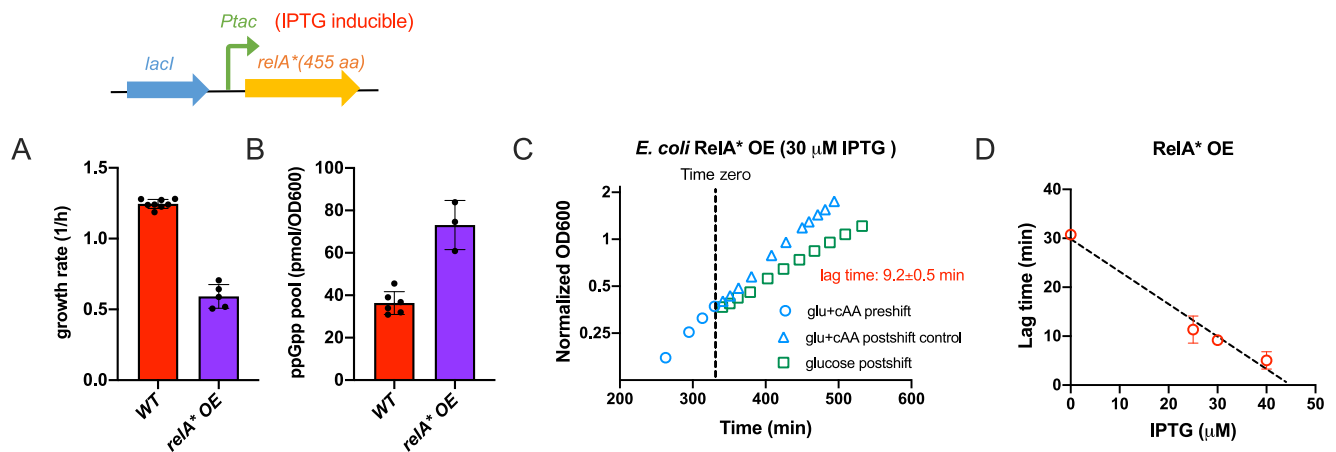 Ptac (IPTG inducible)
lacI
relA*(455 aa)
A
growth rate (1/h)
1.5
1.0
0.5
0.0
WT
relA* OE
B
ppGpp pool (pmol/OD600)
100
80
60
40
20
0
WT
relA* OE
C
E. coli RelA* OE (30 μM IPTG )
Time zero
Normalized OD600
2
1
0.5
0.25
lag time: 9.2±0.5 min
glu+cAA preshift
glu+cAA postshift control
glucose postshift
200 300 400 500 600
Time (min)
D
RelA* OE
Lag time (min)
40
30
20
10
0
0 10 20 30 40 50
IPTG (μM)